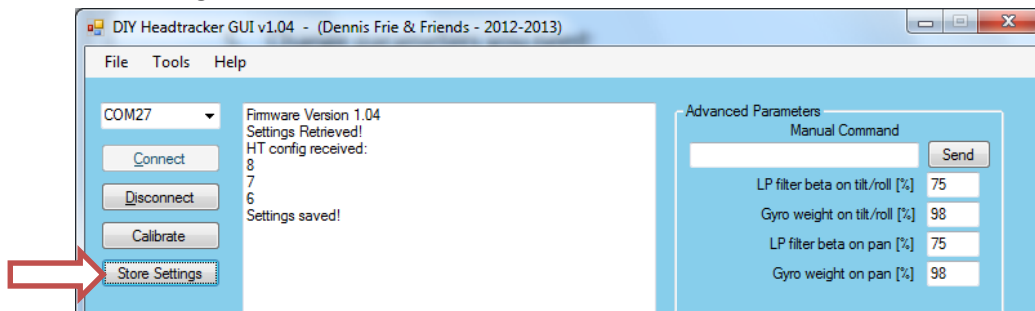 DIY Headtracker GUI v1.04 - (Dennis Frie & Friends - 2012-2013)
File Tools Help
COM27
Connect
Disconnect
Calibrate
Store Settings
Firmware Version 1.04
Settings Retrieved!
HT config received:
8
7
6
Settings saved!
Advanced Parameters
Manual Command
Send
LP filter beta on tilt/roll [%] 75
Gyro weight on tilt/roll [%] 98
LP filter beta on pan [%] 75
Gyro weight on pan [%] 98